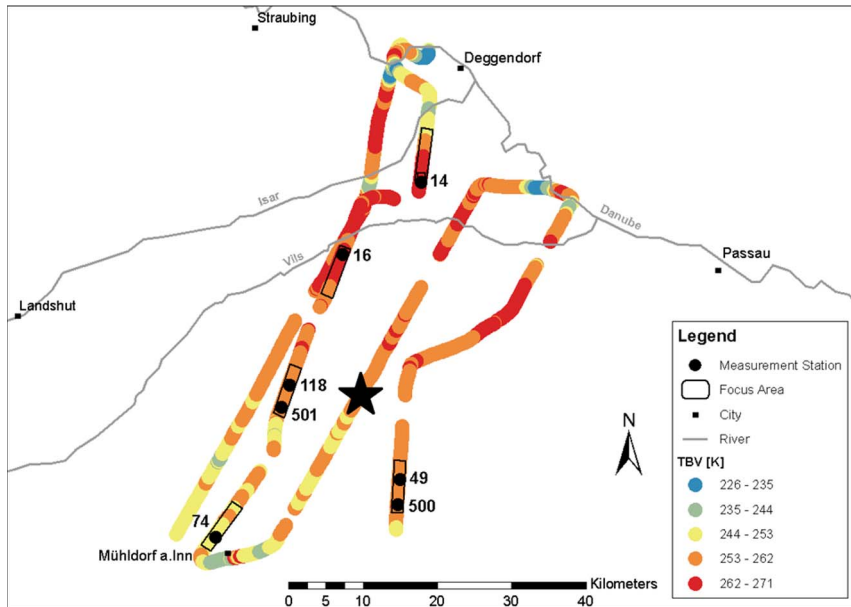 Straubing
Deggendorf
14
Isar
Danube
16
Vils
Passau
Landshut
118
501
49
500
74
Mühldorf a.Inn
N
Legend
Measurement Station
Focus Area
City
River
TBV [K]
226 - 235
235 - 244
244 - 253
253 - 262
262 - 271
Kilometers
0 5 10 20 30 40